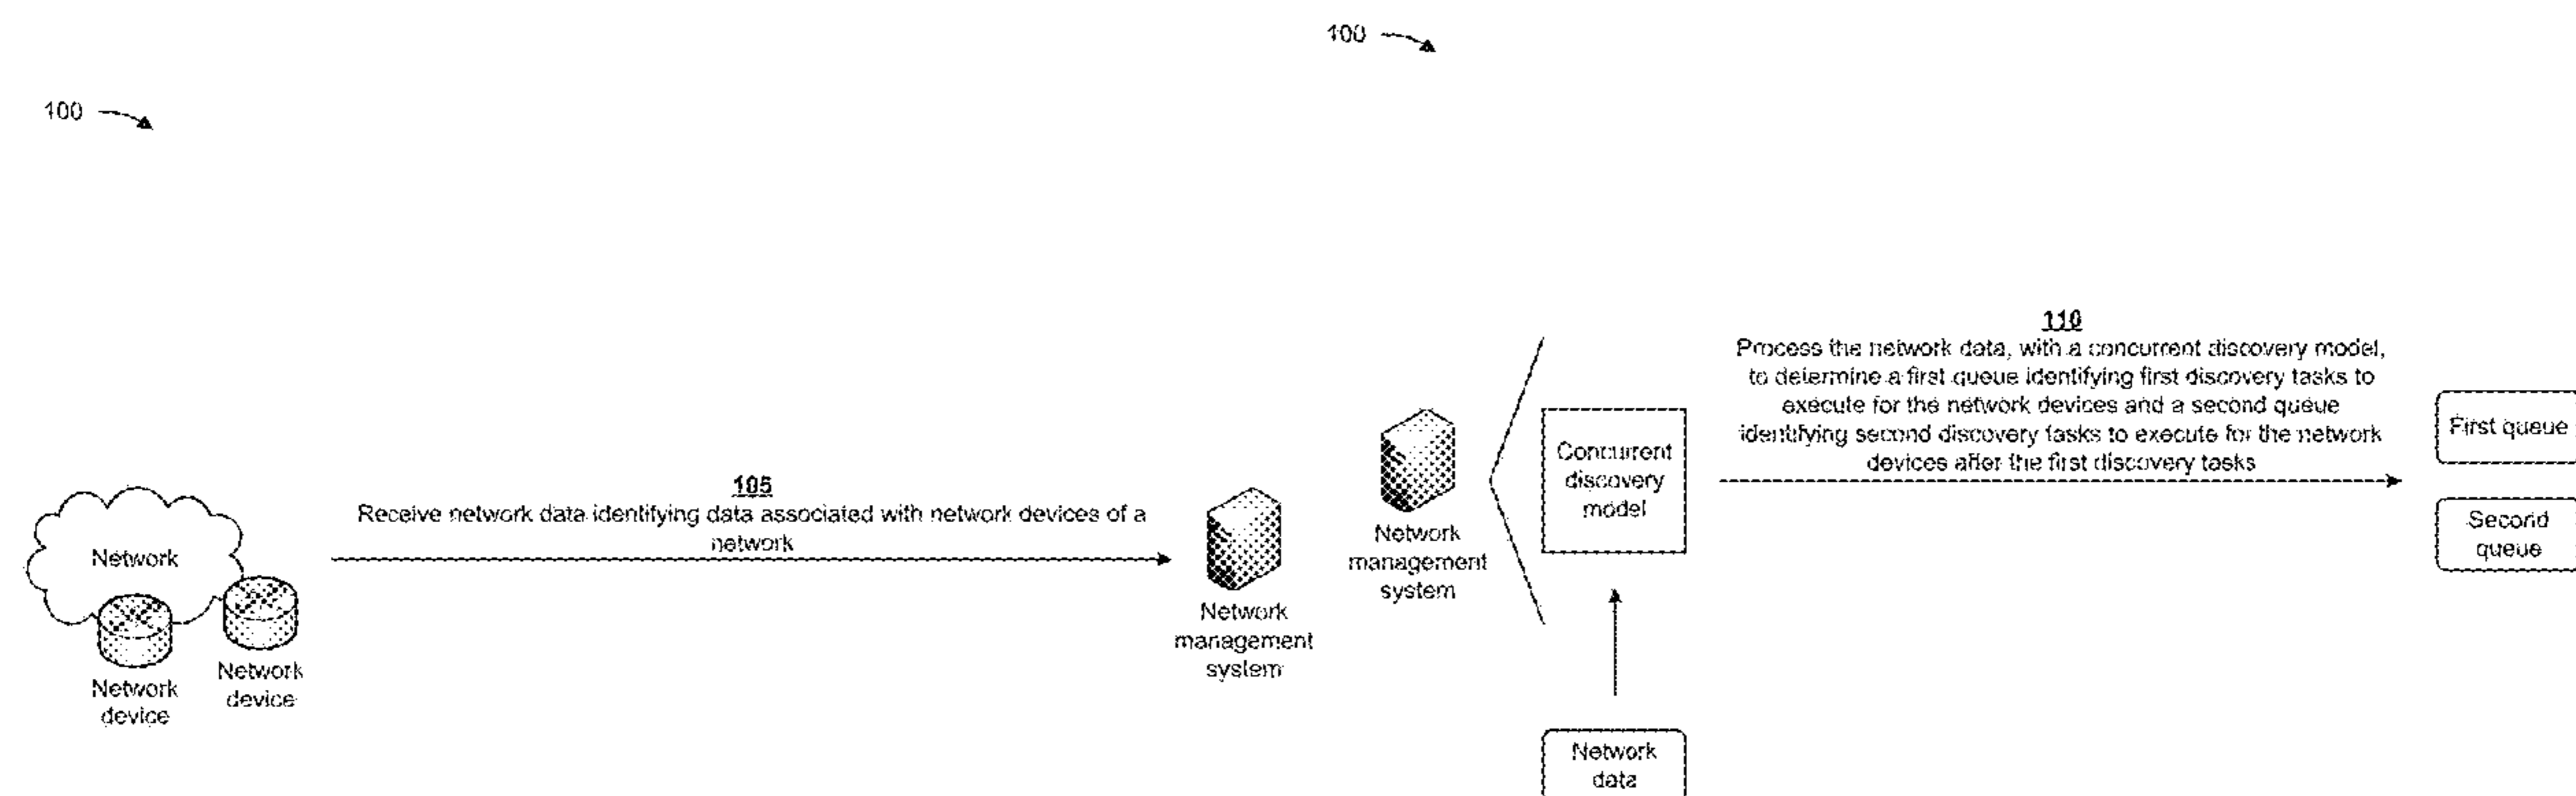 100
Network
Network
device
Network
device
105
Receive network data identifying data associated with network devices of a
network
Network
management
system
100
Network
management
system
Concurrent
discovery
model
Network
data
110
Process the network data, with a concurrent discovery model,
to determine a first queue identifying first discovery tasks to
execute for the network devices and a second queue
identifying second discovery tasks to execute for the network
devices after the first discovery tasks
First queue
Second
queue